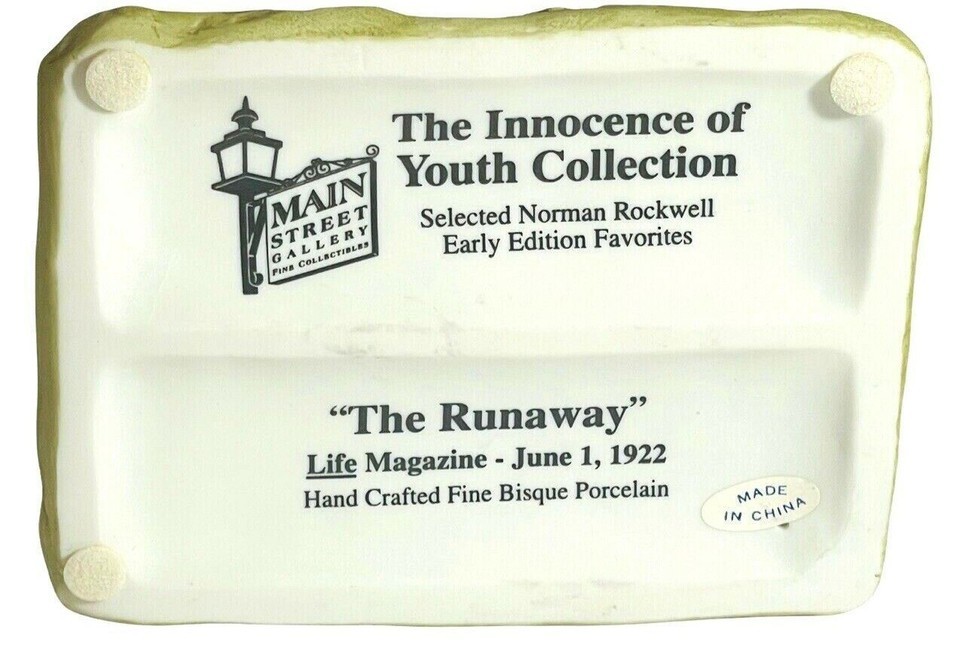 MAIN
STREET
GALLERY
FINE COLLECTIBLES
The Innocence of
Youth Collection
Selected Norman Rockwell
Early Edition Favorites
“The Runaway”
Life Magazine - June 1, 1922
Hand Crafted Fine Bisque Porcelain
MADE
IN CHINA